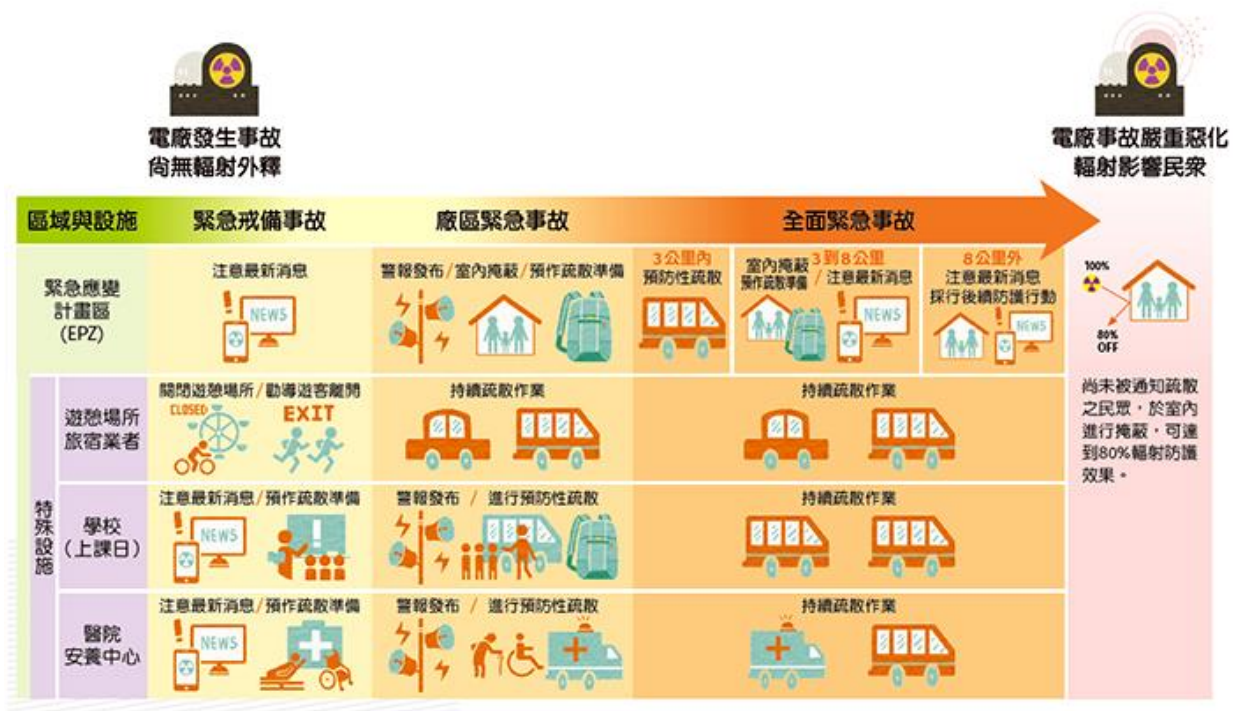 電廠發生事故
尚無輻射外釋
電廠事故嚴重惡化
輻射影響民眾
區域與設施
緊急戒備事故
廠區緊急事故
全面緊急事故
緊急應變
計畫區
(EPZ)
注意最新消息
NEWS
警報發布/室內掩蔽/預作疏散準備
3公里內
預防性疏散
3到8公里
室內掩蔽
預作疏散準備
/注意最新消息
NEWS
8公里外
注意最新消息
採行後續防護行動
NEWS
100%
80%
OFF
尚未被通知疏散
之民眾,於室內
進行掩蔽,可達
到80%輻射防護
效果。
特殊設施
遊憩場所
旅宿業者
關閉遊憩場所/勸導遊客離開
CLOSED
EXIT
持續疏散作業
持續疏散作業
學校
(上課日)
注意最新消息/預作疏散準備
NEWS
警報發布 / 進行預防性疏散
持續疏散作業
醫院
安養中心
注意最新消息/預作疏散準備
NEWS
警報發布 / 進行預防性疏散
持續疏散作業